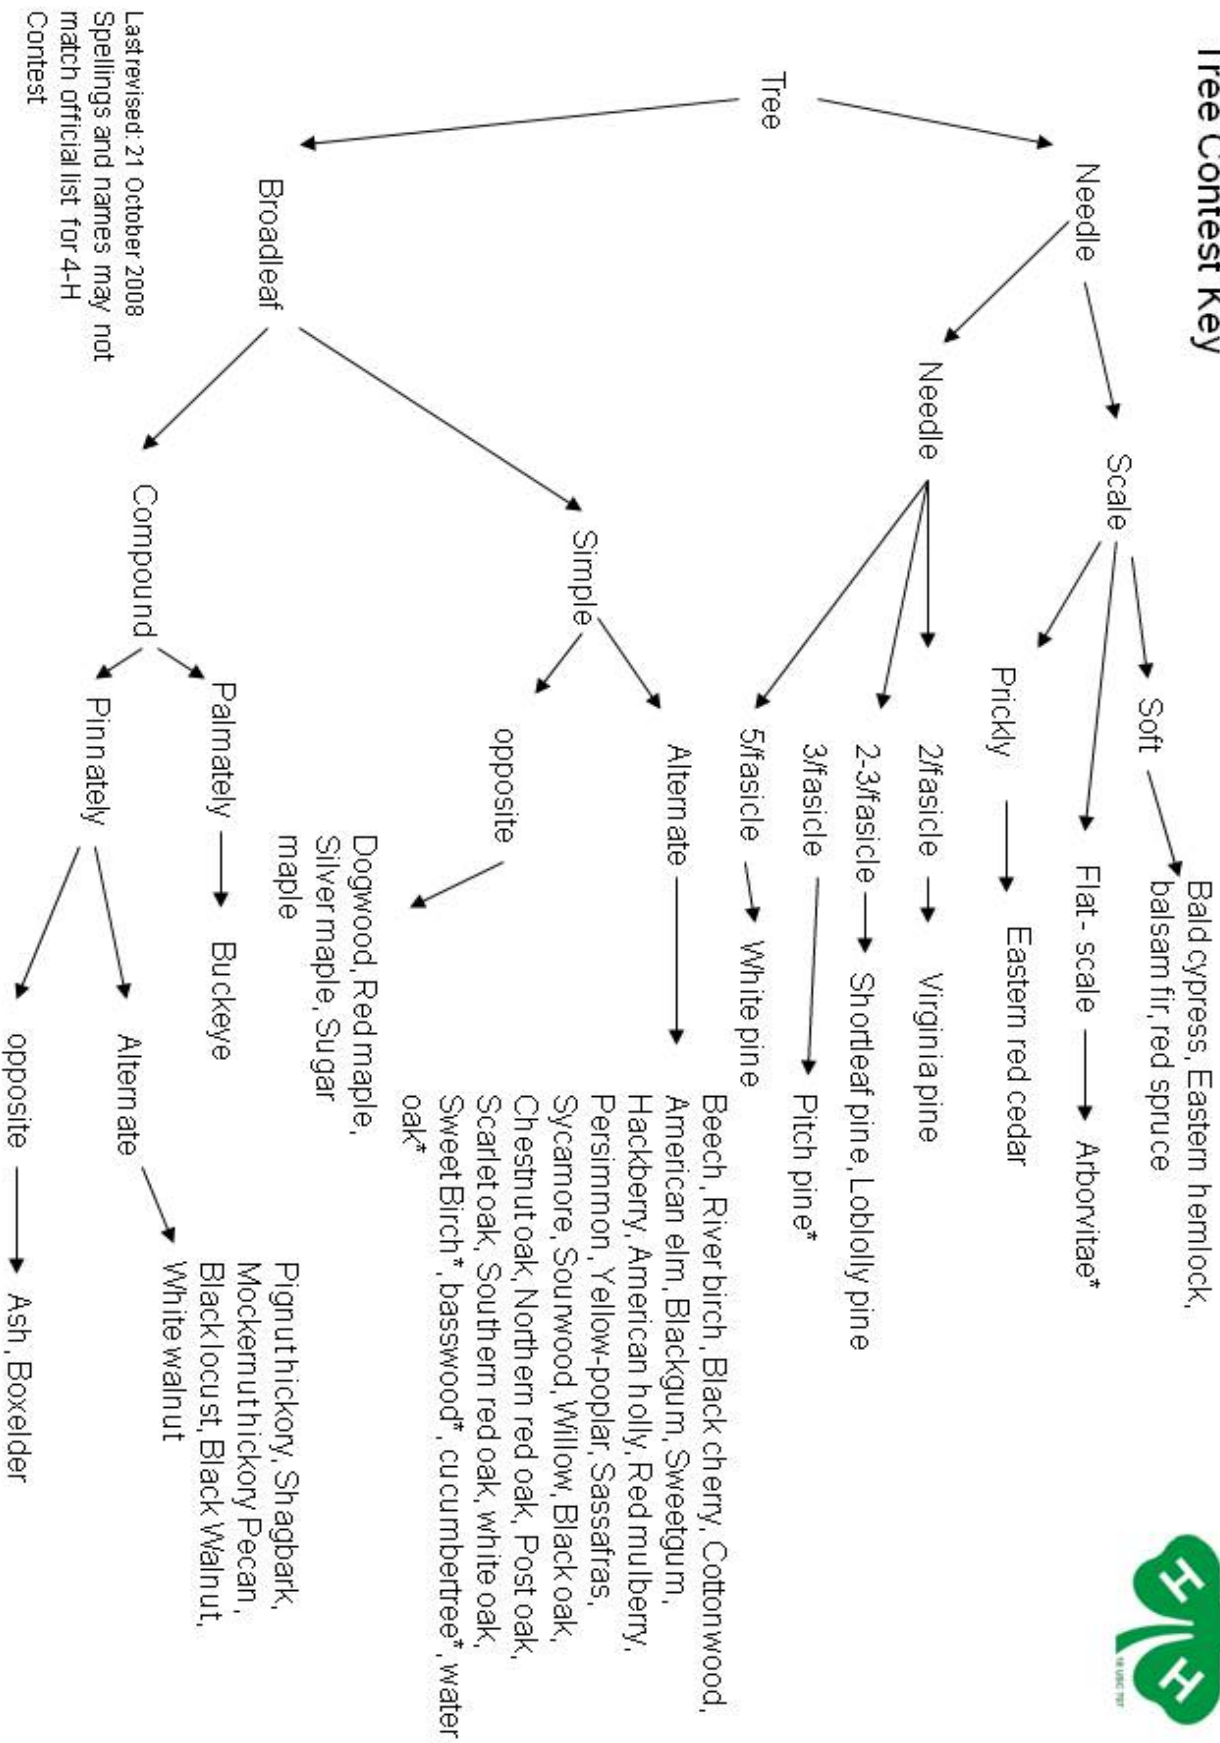 Tree Contest Key
Tree
Needle
Scale
Soft
Bald cypress, Eastern hemlock,
balsam fir, red spruce
Flat - scale
Arborvitae*
Prickly
Eastern red cedar
Needle
2/fasicle
Virginia pine
2-3/fasicle
Shortleaf pine, Loblolly pine
3/fasicle
Pitch pine*
5/fasicle
White pine
Broadleaf
Simple
Alternate
Beech, River birch, Black cherry, Cottonwood,
American elm, Blackgum, Sweetgum,
Hackberry, American holly, Red mulberry,
Persimmon, Yellow-poplar, Sassafras,
Sycamore, Sourwood, Willow, Black oak,
Chestnut oak, Northern red oak, Post oak,
Scarlet oak, Southern red oak, white oak,
Sweet Birch*, basswood*, cucumbertree*, water
oak*
opposite
Dogwood, Red maple,
Silver maple, Sugar
maple
Compound
Palmately
Buckeye
Pinnately
Alternate
Pignut hickory, Shagbark,
Mockernut hickory Pecan,
Black locust, Black Walnut,
White walnut
opposite
Ash, Boxelder
Last revised: 21 October 2008
Spellings and names may not
match official list for 4-H
Contest
H H
18 USC 707